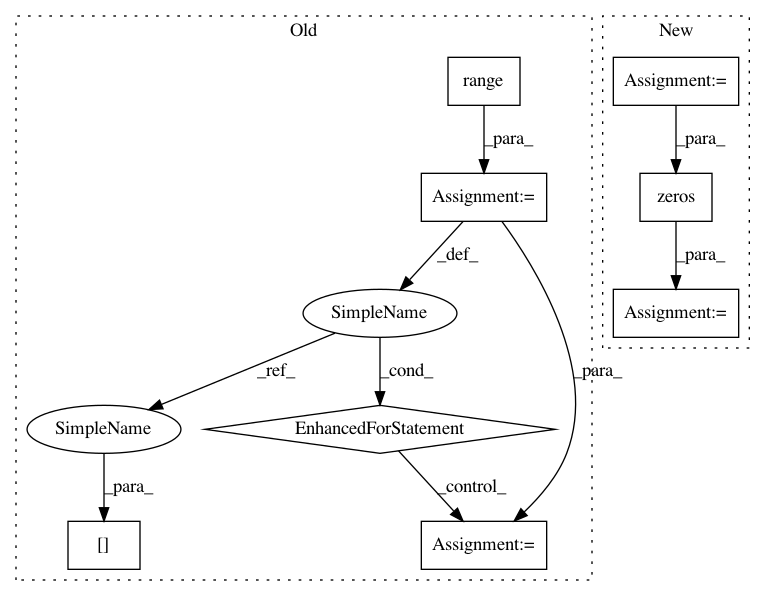 Old
New
range
Assignment:=
_para_
_para_
Assignment:=
zeros
_def_
_para_
SimpleName
Assignment:=
_ref_
_cond_
_para_
SimpleName
EnhancedForStatement
_para_
_control_
[]
Assignment:=